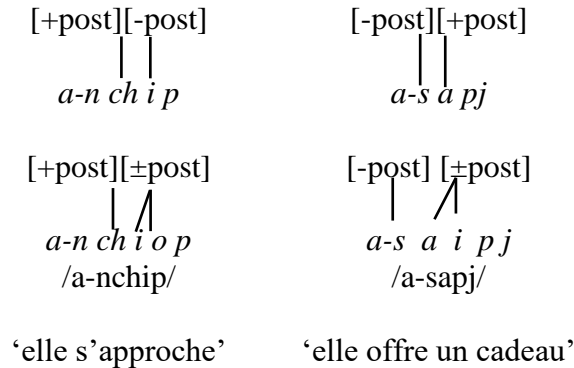 [+post][-post] [-post][+post]
a-n ch i p a-s a pj
[+post][±post] [-post] [±post]
a-n ch i o p a-s a i p j
/a-nchip/ /a-sapj/
‘elle s’approche’ ‘elle offre un cadeau’